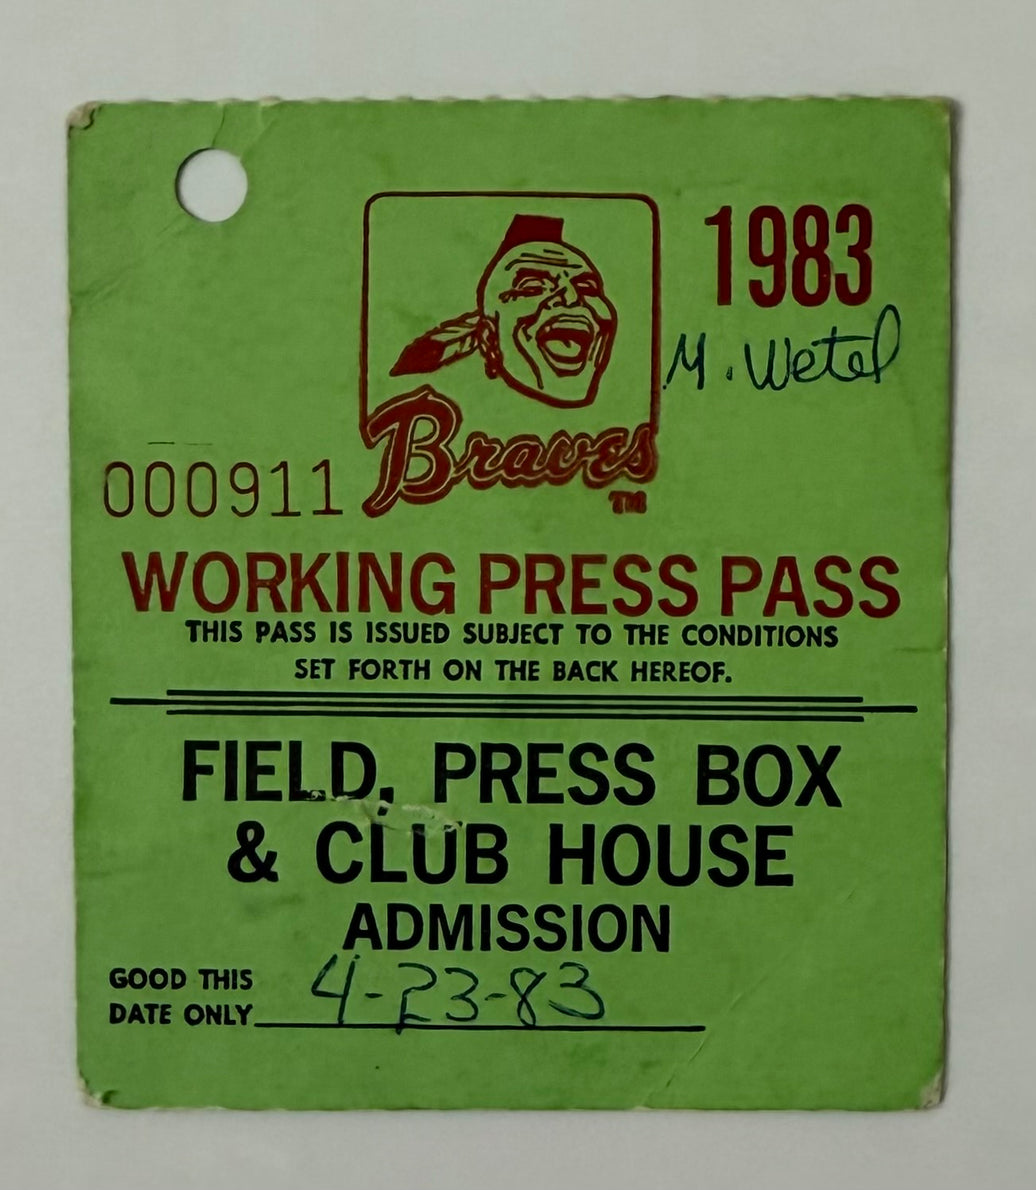 1983
M. Wetel
Braves
TM
000911
WORKING PRESS PASS
THIS PASS IS ISSUED SUBJECT TO THE CONDITIONS
SET FORTH ON THE BACK HEREOF.
FIELD, PRESS BOX
& CLUB HOUSE
ADMISSION
GOOD THIS
DATE ONLY 4-23-83